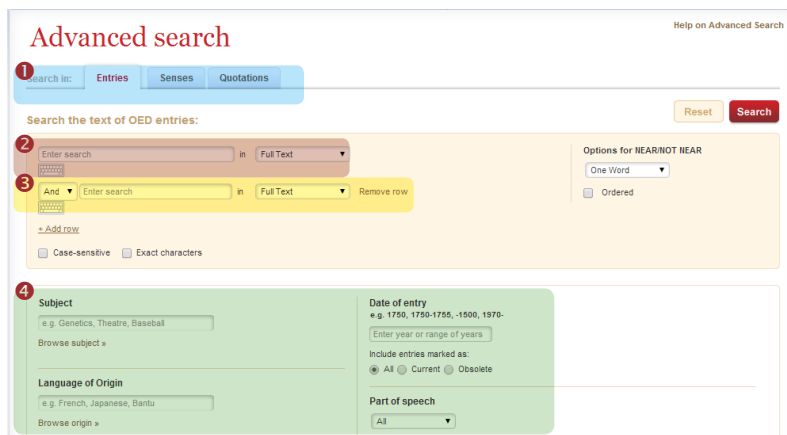 Help on Advanced Search
Advanced search
1
Search in: Entries Senses Quotations
Reset Search
Search the text of OED entries:
2
Enter search in Full Text
Options for NEAR/NOT NEAR
One Word
3
And Enter search in Full Text Remove row
Ordered
+ Add row
Case-sensitive Exact characters
4
Subject
e.g. Genetics, Theatre, Baseball
Browse subject »
Date of entry
e.g. 1750, 1750-1755, -1500, 1970-
Enter year or range of years
Include entries marked as:
All Current Obsolete
Language of Origin
e.g. French, Japanese, Bantu
Browse origin »
Part of speech
All